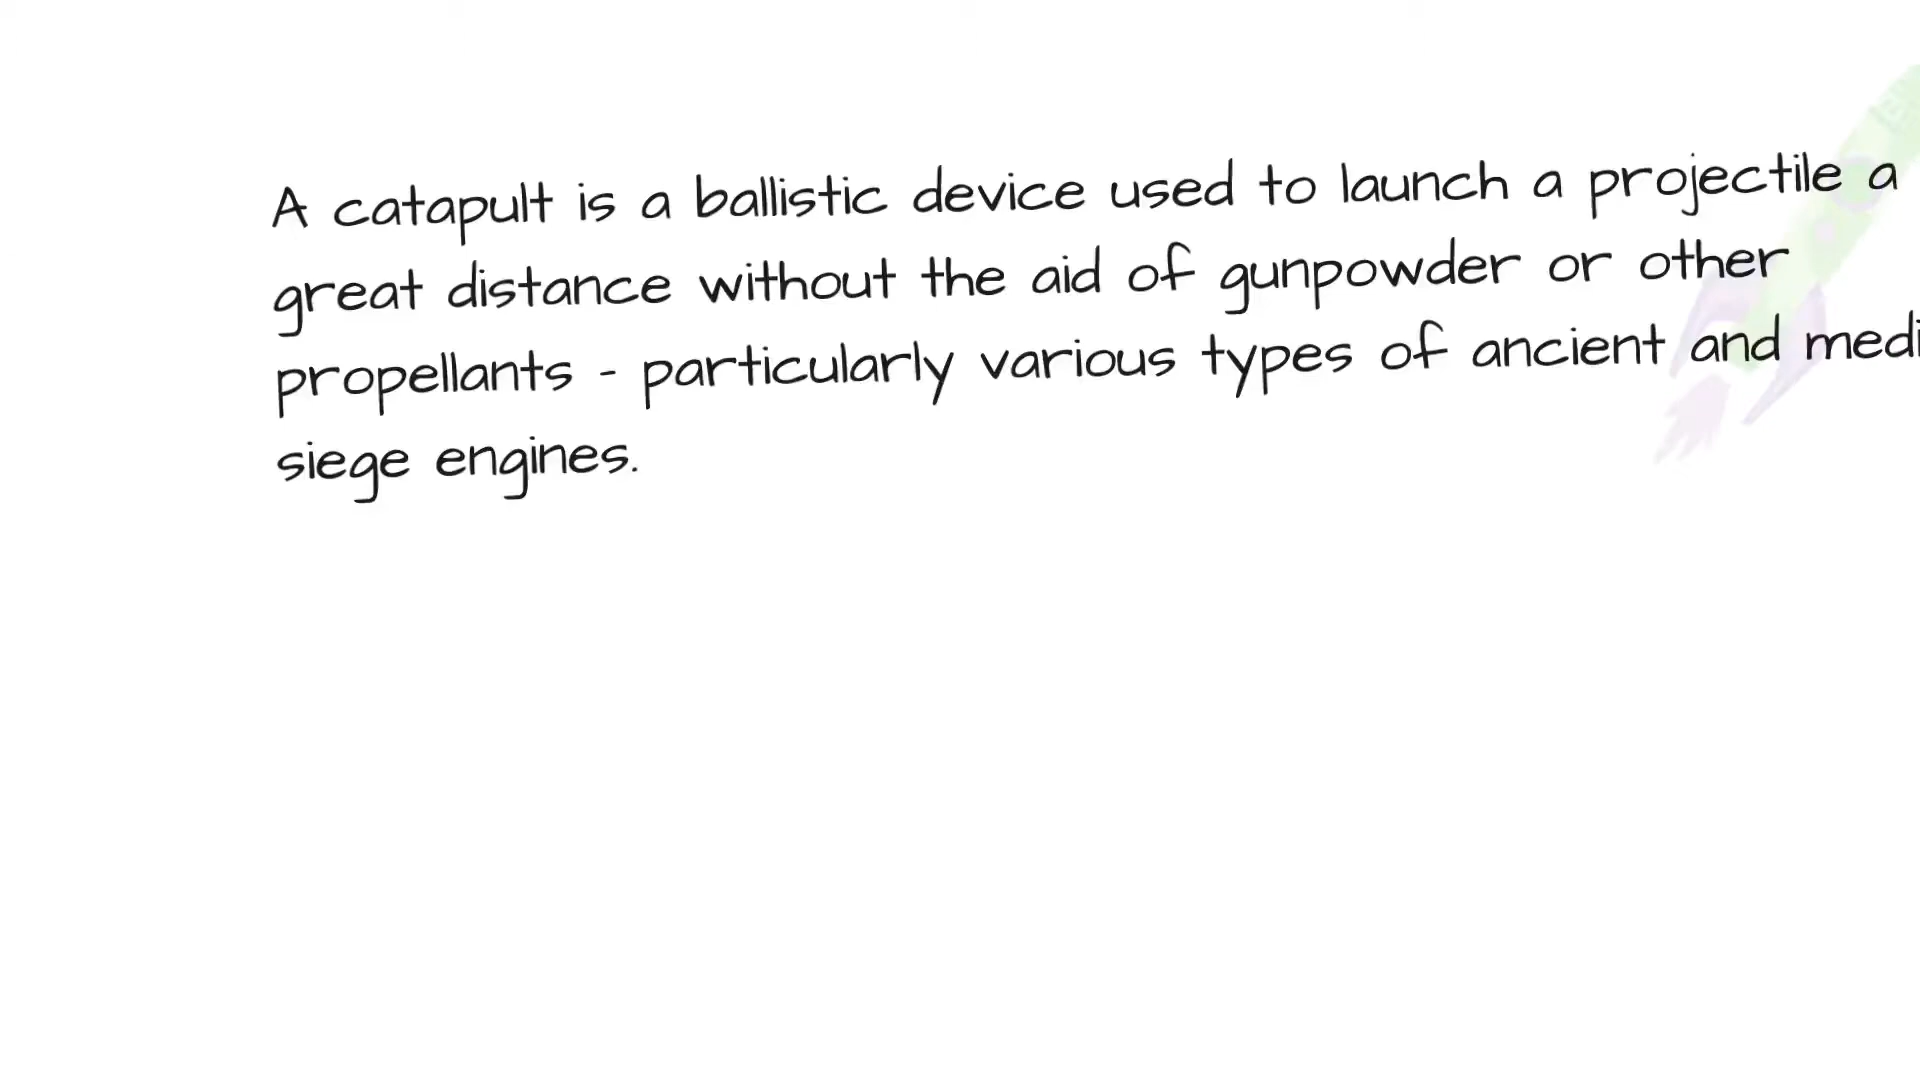 A catapult is a ballistic device used to launch a projectile a
great distance without the aid of gunpowder or other
propellants - particularly various types of ancient and medi
siege engines.